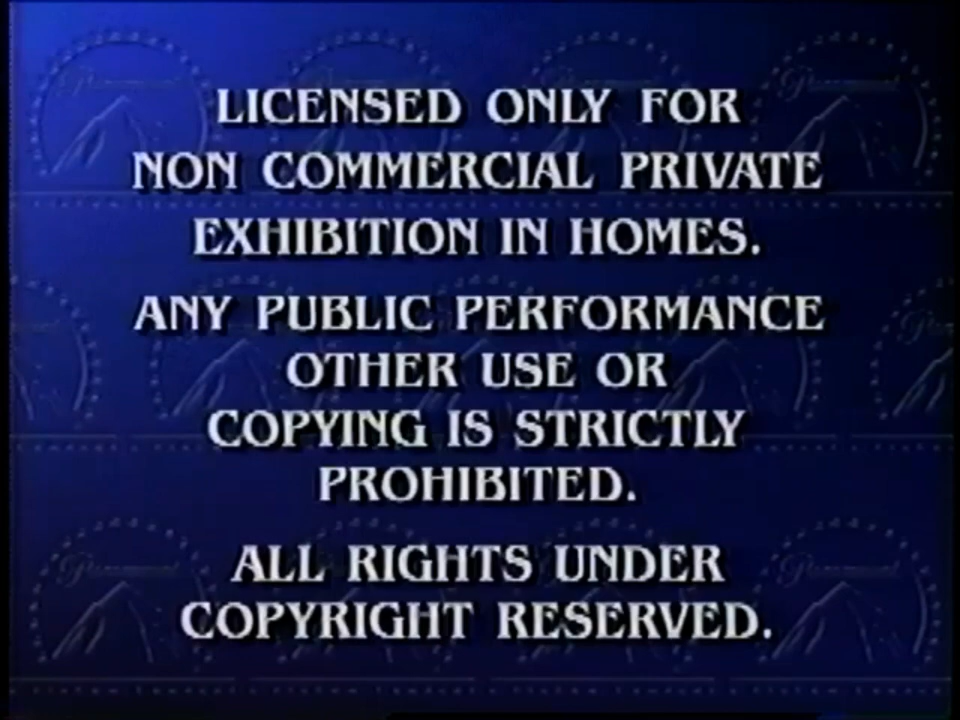 LICENSED ONLY FOR
NON COMMERCIAL PRIVATE
EXHIBITION IN HOMES.
ANY PUBLIC PERFORMANCE
OTHER USE OR
COPYING IS STRICTLY
PROHIBITED.
ALL RIGHTS UNDER
COPYRIGHT RESERVED.